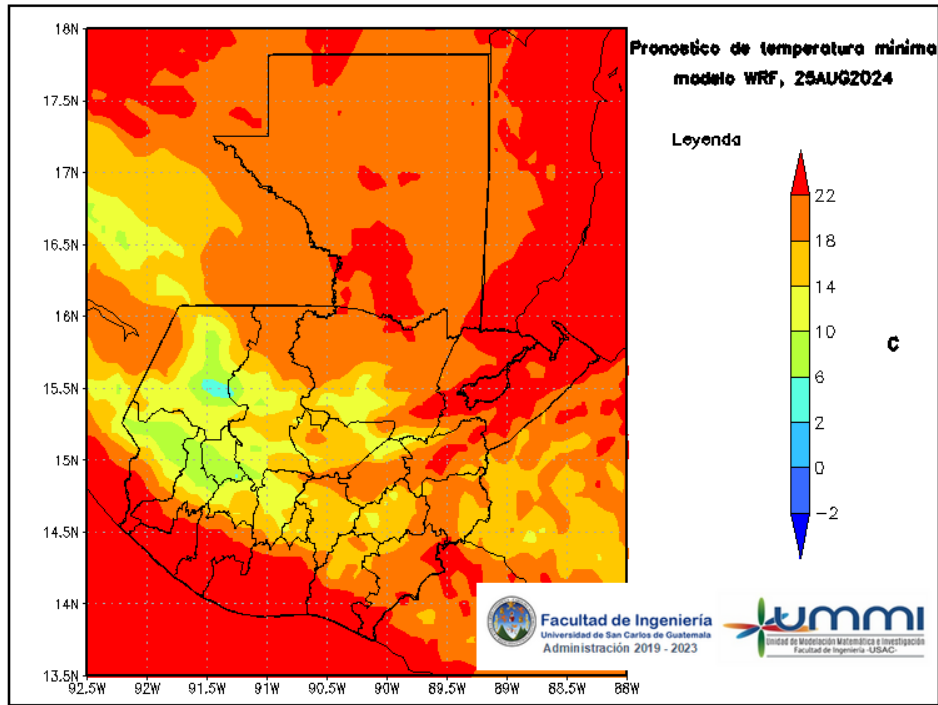 Pronostico de temperatura minima
modelo WRF, 25AUG2024
Leyenda
22
18
14
10
6
2
0
−2
C
18N
17.5N
17N
16.5N
16N
15.5N
15N
14.5N
14N
13.5N
92.5W
92W
91.5W
91W
90.5W
90W
89.5W
89W
88.5W
88W
Facultad de Ingeniería
Universidad de San Carlos de Guatemala
Administración 2019 - 2023
ummi
Unidad de Modelación Matemática e Investigación
Facultad de Ingeniería -USAC-